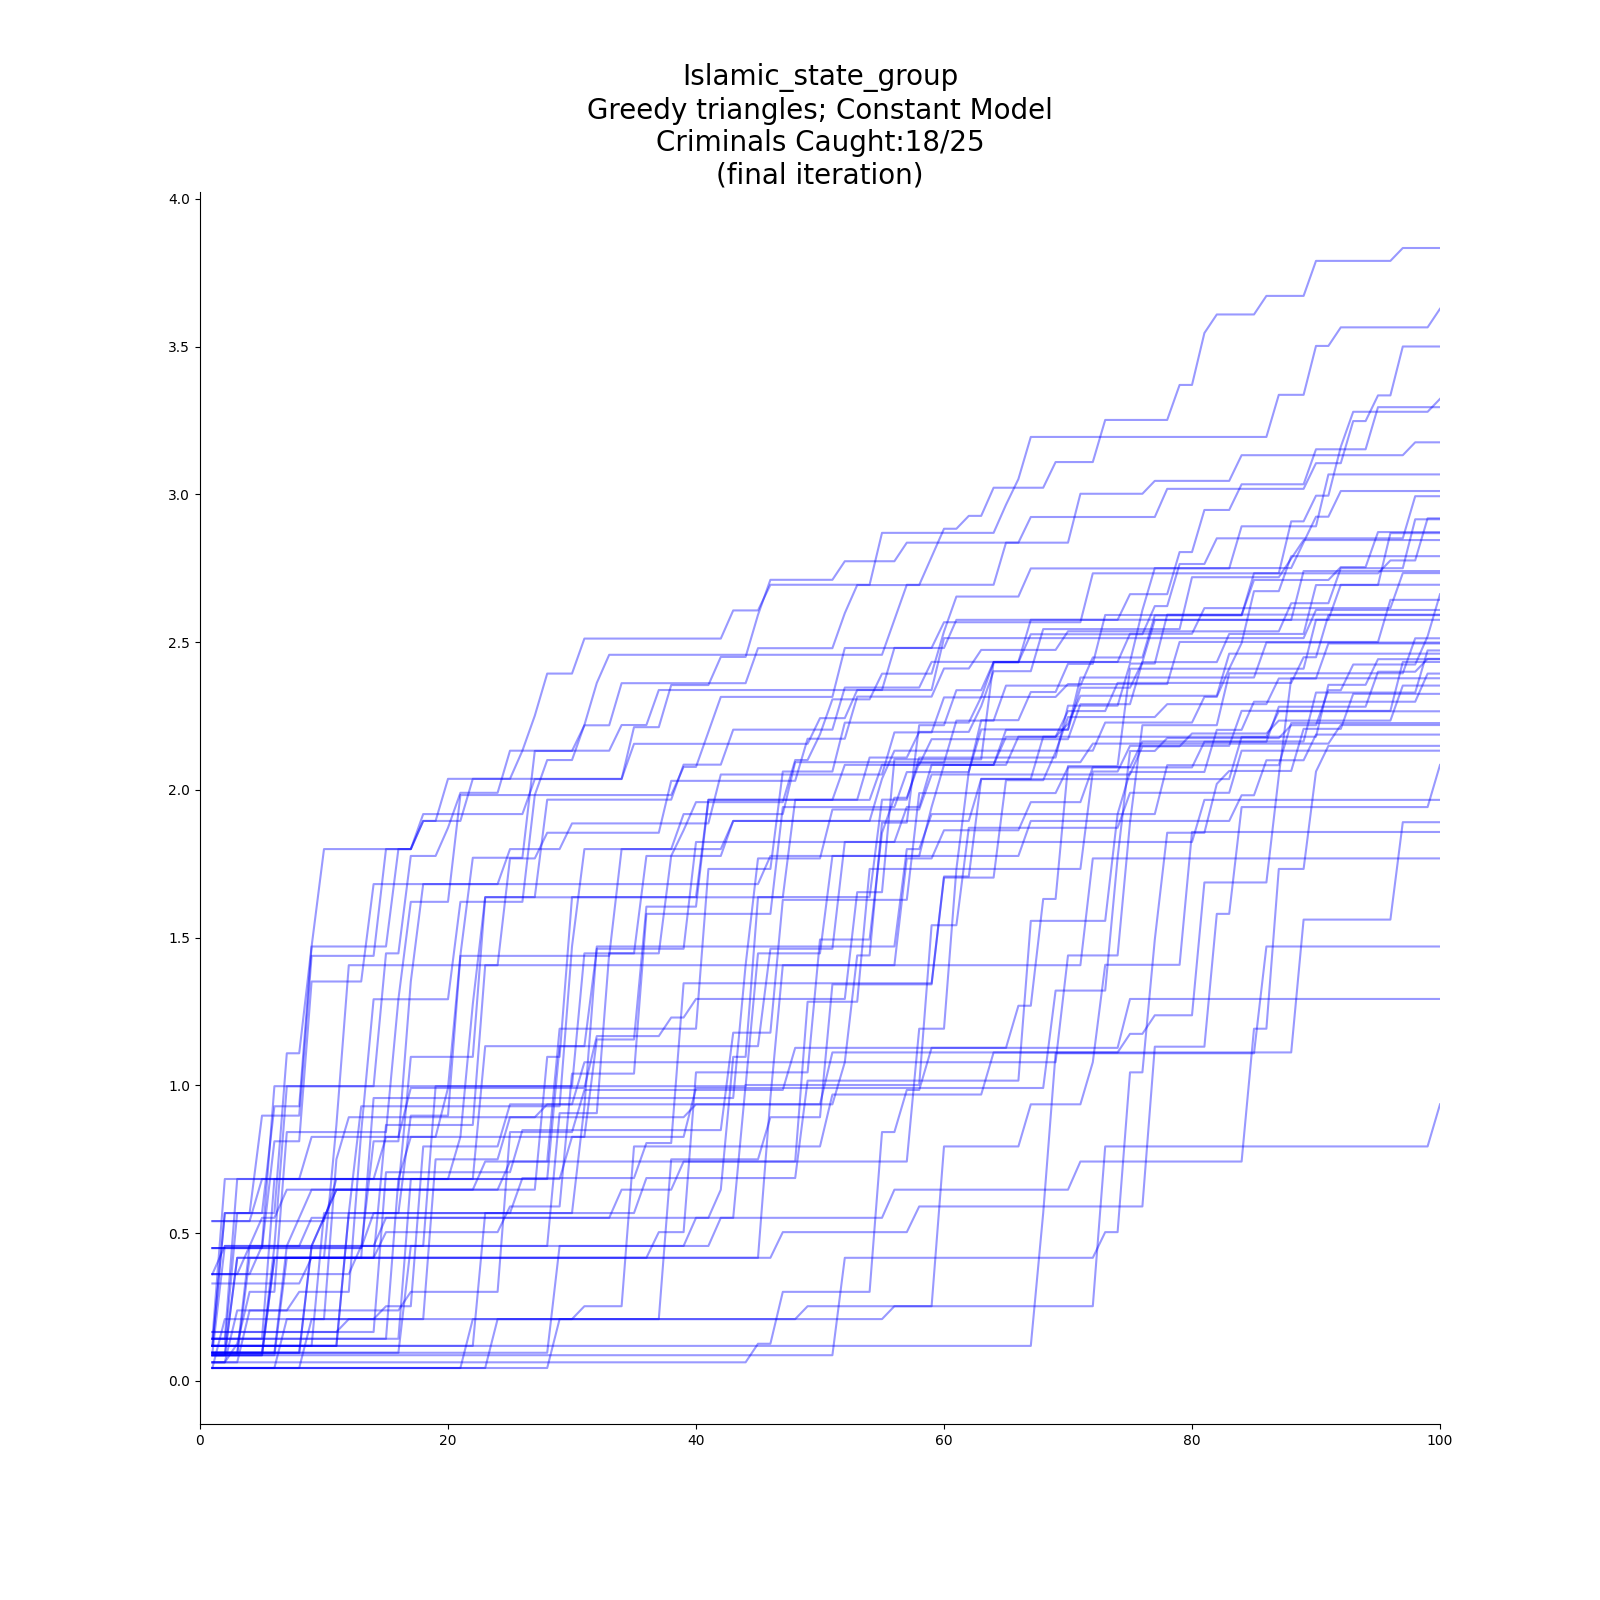 Islamic_state_group
Greedy triangles; Constant Model
Criminals Caught:18/25
(final iteration)
4.0
3.5
3.0
2.5
2.0
1.5
1.0
0.5
0.0
0 20 40 60 80 100